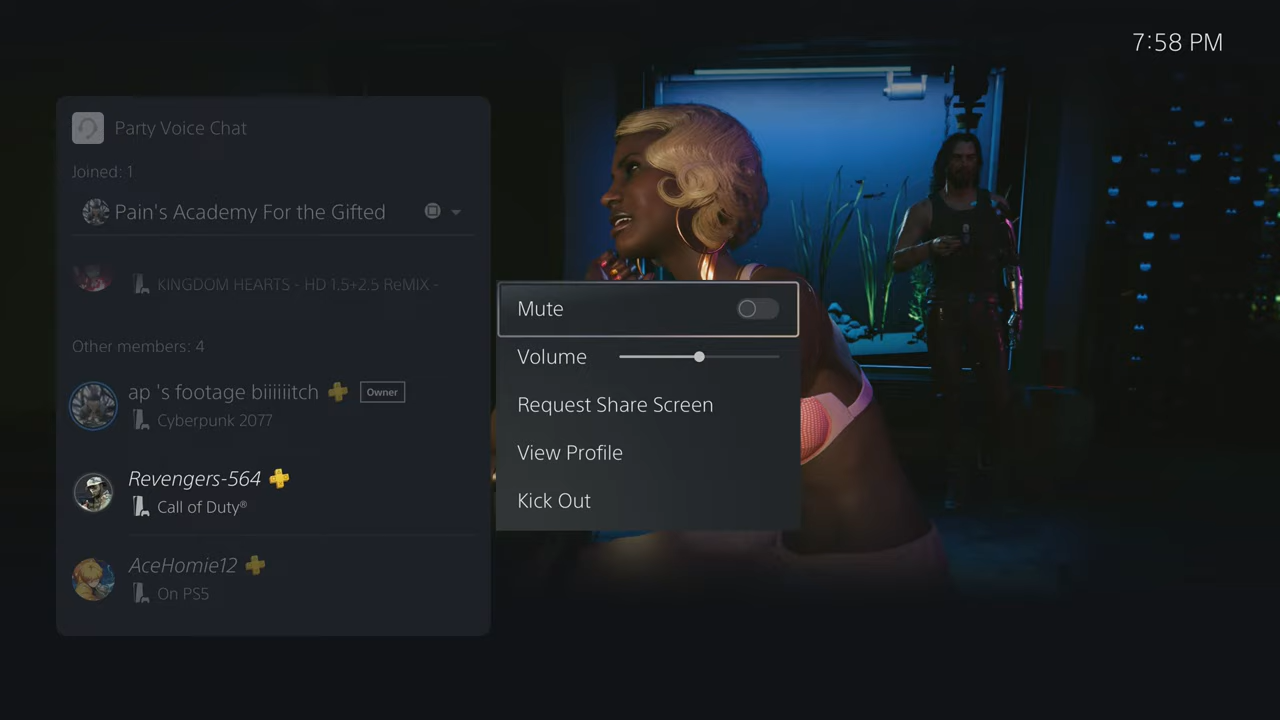 7:58 PM
Party Voice Chat
Joined: 1
Pain's Academy For the Gifted
KINGDOM HEARTS - HD 1.5+2.5 ReMIX -
Other members: 4
ap 's footage biiiiiitch Owner
Cyberpunk 2077
Revengers-564
Call of Duty®
AceHomie12
On PS5
Mute
Volume
Request Share Screen
View Profile
Kick Out